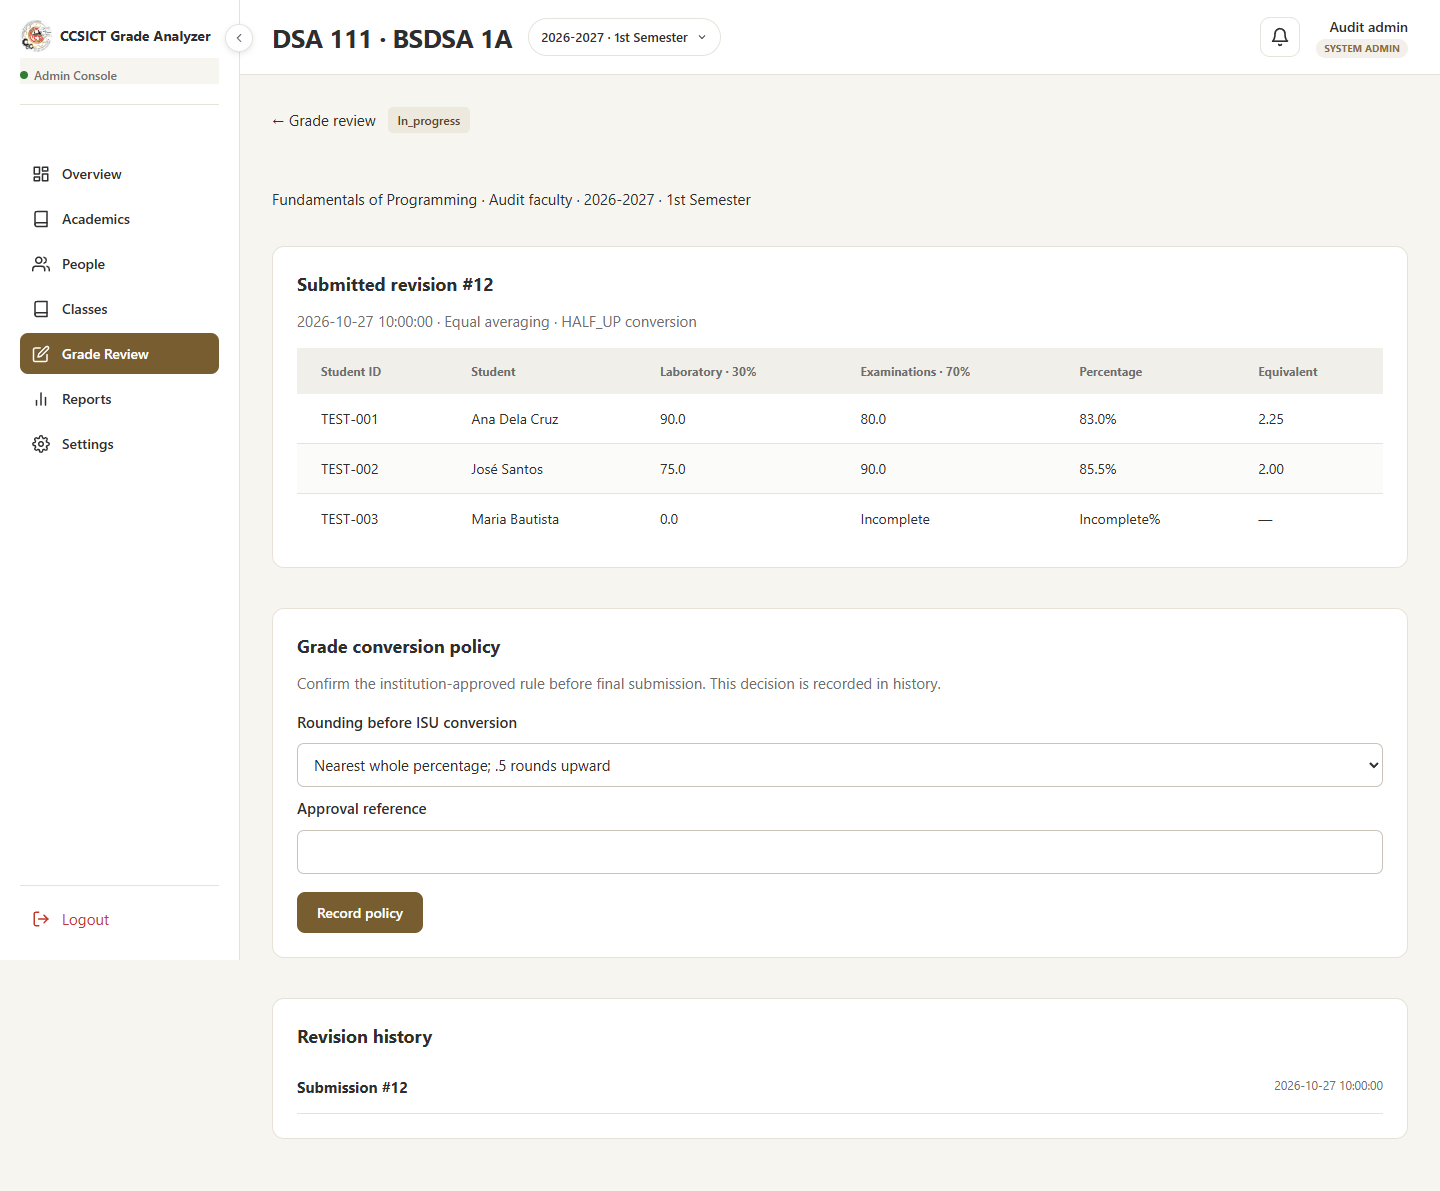 CCSICT Grade Analyzer
Admin Console
DSA 111 · BSDSA 1A
2026-2027 · 1st Semester
Audit admin
SYSTEM ADMIN
Overview
Academics
People
Classes
Grade Review
Reports
Settings
Logout
← Grade review
In_progress
Fundamentals of Programming · Audit faculty · 2026-2027 · 1st Semester
Submitted revision #12
2026-10-27 10:00:00 · Equal averaging · HALF_UP conversion
Student ID Student Laboratory · 30% Examinations · 70% Percentage Equivalent
TEST-001 Ana Dela Cruz 90.0 80.0 83.0% 2.25
TEST-002 José Santos 75.0 90.0 85.5% 2.00
TEST-003 Maria Bautista 0.0 Incomplete Incomplete% —
Grade conversion policy
Confirm the institution-approved rule before final submission. This decision is recorded in history.
Rounding before ISU conversion
Nearest whole percentage; .5 rounds upward
Approval reference
Record policy
Revision history
Submission #12 2026-10-27 10:00:00